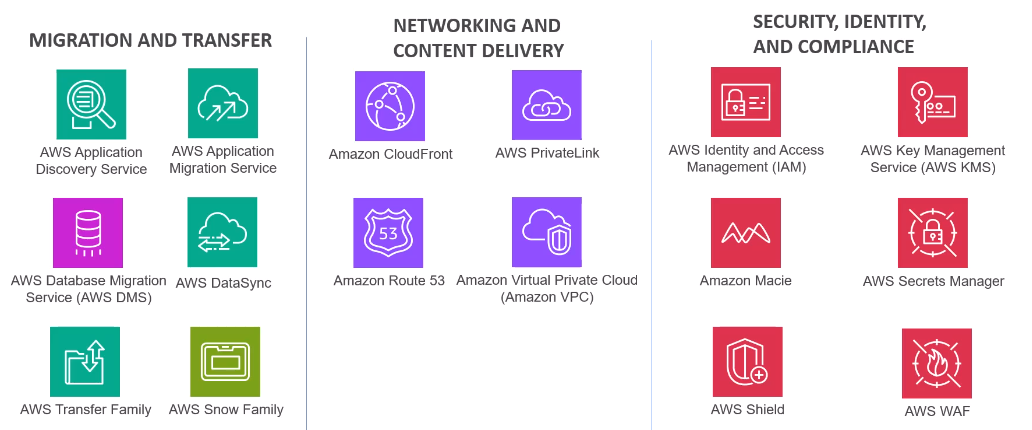 MIGRATION AND TRANSFER
AWS Application
Discovery Service
AWS Application
Migration Service
AWS Database Migration
Service (AWS DMS)
AWS DataSync
AWS Transfer Family
AWS Snow Family
NETWORKING AND
CONTENT DELIVERY
Amazon CloudFront
AWS PrivateLink
53
Amazon Route 53
Amazon Virtual Private Cloud
(Amazon VPC)
SECURITY, IDENTITY,
AND COMPLIANCE
AWS Identity and Access
Management (IAM)
AWS Key Management
Service (AWS KMS)
Amazon Macie
AWS Secrets Manager
AWS Shield
AWS WAF